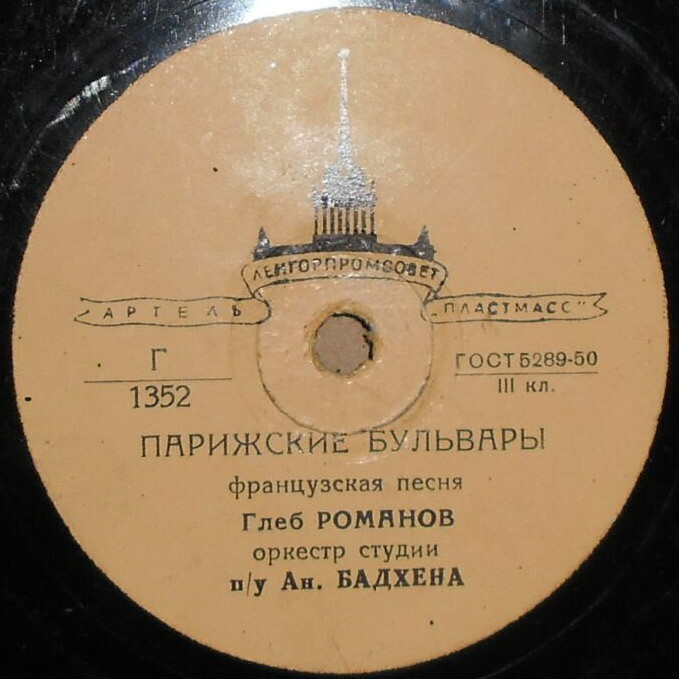 ЛЕНГОРПРОМСОВЕТ
АРТЕЛЬ „ПЛАСТМАСС"
Г
1352
ГОСТ 5289-50
III кл.
ПАРИЖСКИЕ БУЛЬВАРЫ
французская песня
Глеб РОМАНОВ
оркестр студии
п/у Ан. БАДХЕНА